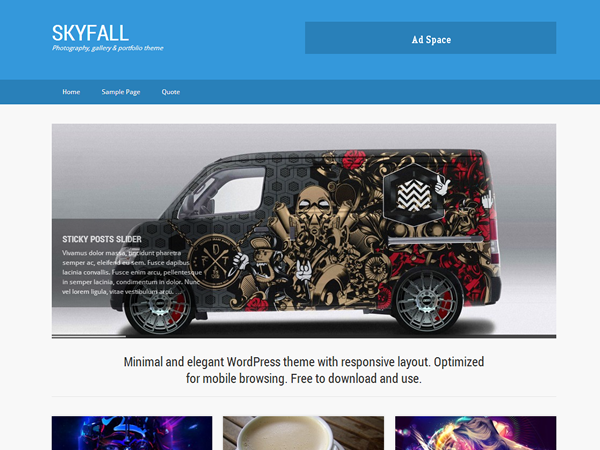 SKYFALL
Photography, gallery & portfolio theme
Ad Space
Home
Sample Page
Quote
STICKY POSTS SLIDER
Vivamus dolor massa, tincidunt pharetra
semper ac, eleifend eu sem. Fusce dapibus
lacinia convallis. Fusce enim arcu, pellentesque
in semper lacinia, condimentum in dolor. Nunc
vel lorem ligula, vitae vestibulum arcu.
Minimal and elegant WordPress theme with responsive layout. Optimized
for mobile browsing. Free to download and use.